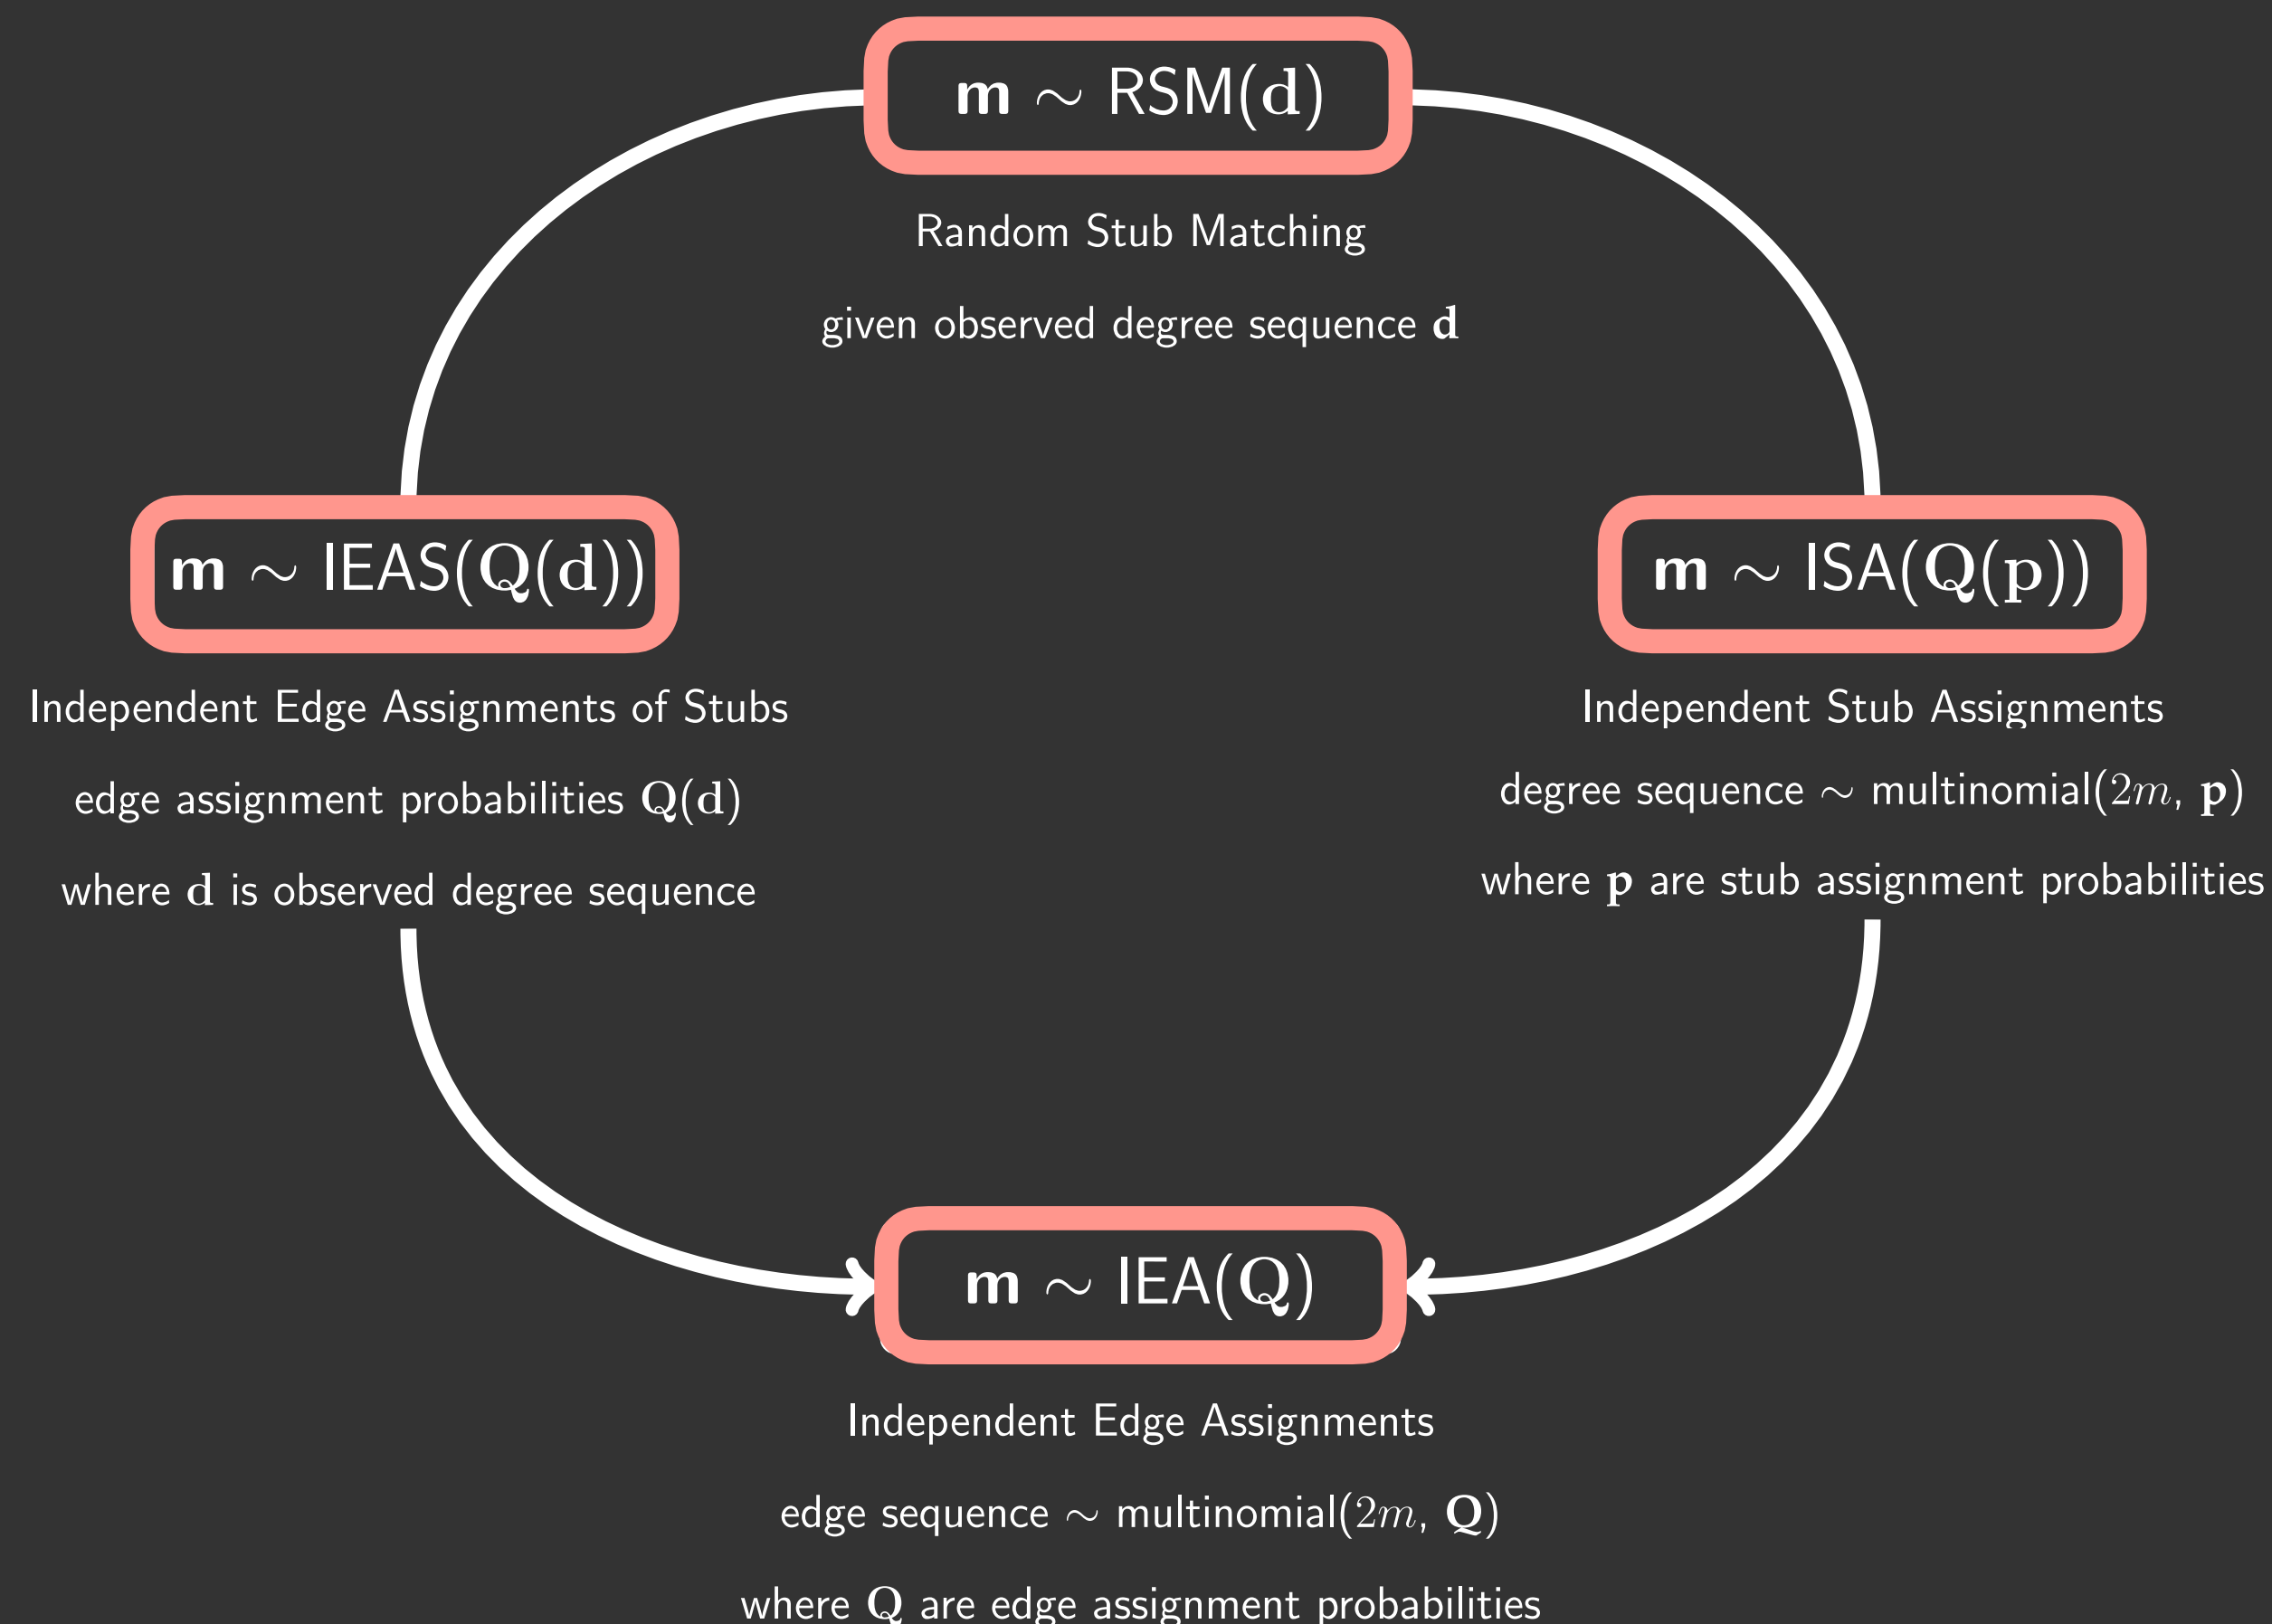 m ∼ RSM(d)
Random Stub Matching
given observed degree sequence d
m ∼ IEAS(Q(d))
Independent Edge Assignments of Stubs
edge assignment probabilities Q(d)
where d is observed degree sequence
m ∼ ISA(Q(p))
Independent Stub Assignments
degree sequence ∼ multinomial(2m, p)
where p are stub assignment probabilities
m ∼ IEA(Q)
Independent Edge Assignments
edge sequence ∼ multinomial(2m, Q)
where Q are edge assignment probabilities